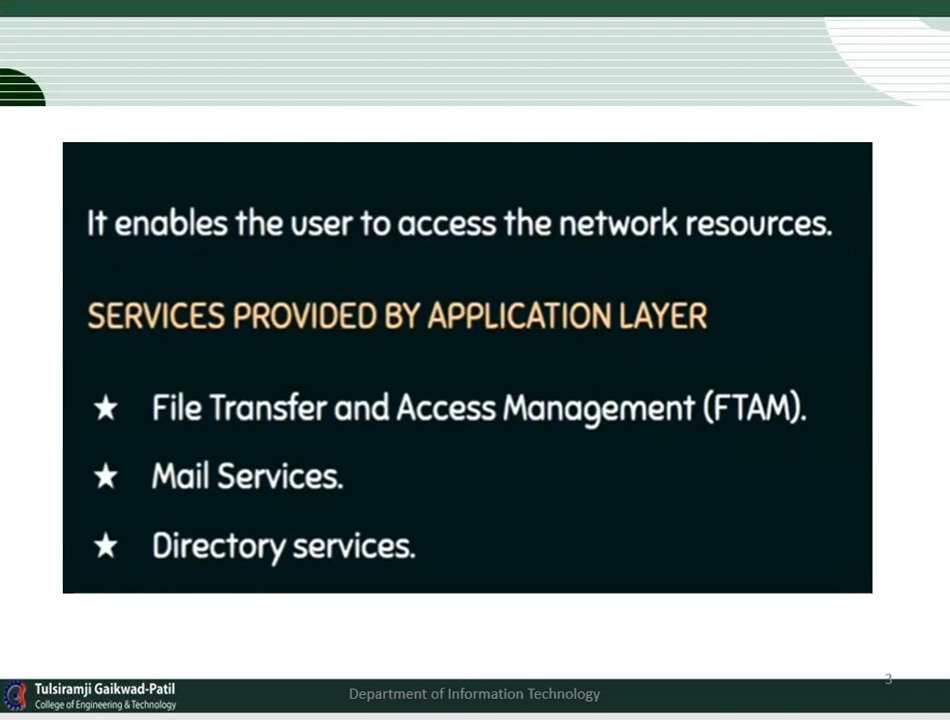 It enables the user to access the network resources.
SERVICES PROVIDED BY APPLICATION LAYER
★ File Transfer and Access Management (FTAM).
★ Mail Services.
★ Directory services.
3
Tulsiramji Gaikwad-Patil
College of Engineering & Technology
Department of Information Technology